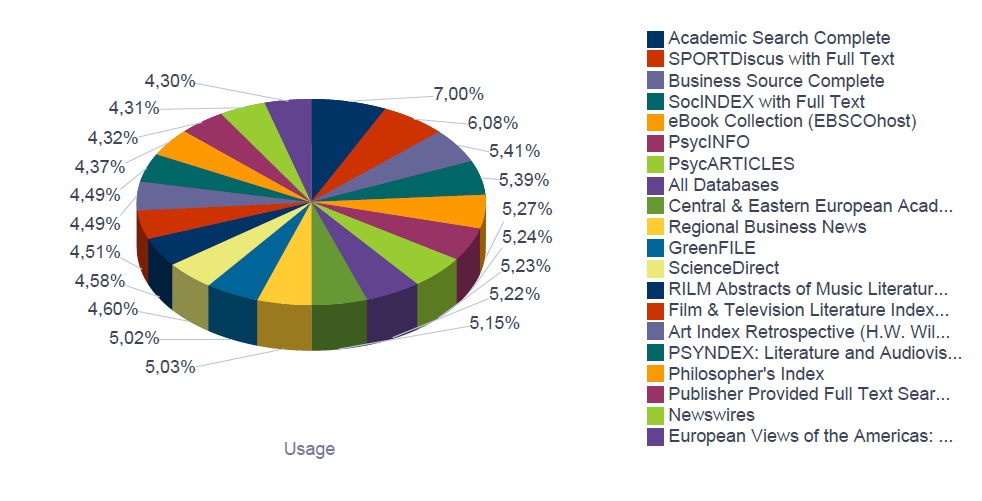 4,30%
4,31%
4,32%
4,37%
4,49%
4,49%
4,51%
4,58%
4,60%
5,02%
5,03%
7,00%
6,08%
5,41%
5,39%
5,27%
5,24%
5,23%
5,22%
5,15%
Usage
Academic Search Complete
SPORTDiscus with Full Text
Business Source Complete
SocINDEX with Full Text
eBook Collection (EBSCOhost)
PsycINFO
PsycARTICLES
All Databases
Central & Eastern European Acad...
Regional Business News
GreenFILE
ScienceDirect
RILM Abstracts of Music Literatur...
Film & Television Literature Index...
Art Index Retrospective (H.W. Wil...
PSYNDEX: Literature and Audiovis...
Philosopher's Index
Publisher Provided Full Text Sear...
Newswires
European Views of the Americas: ...